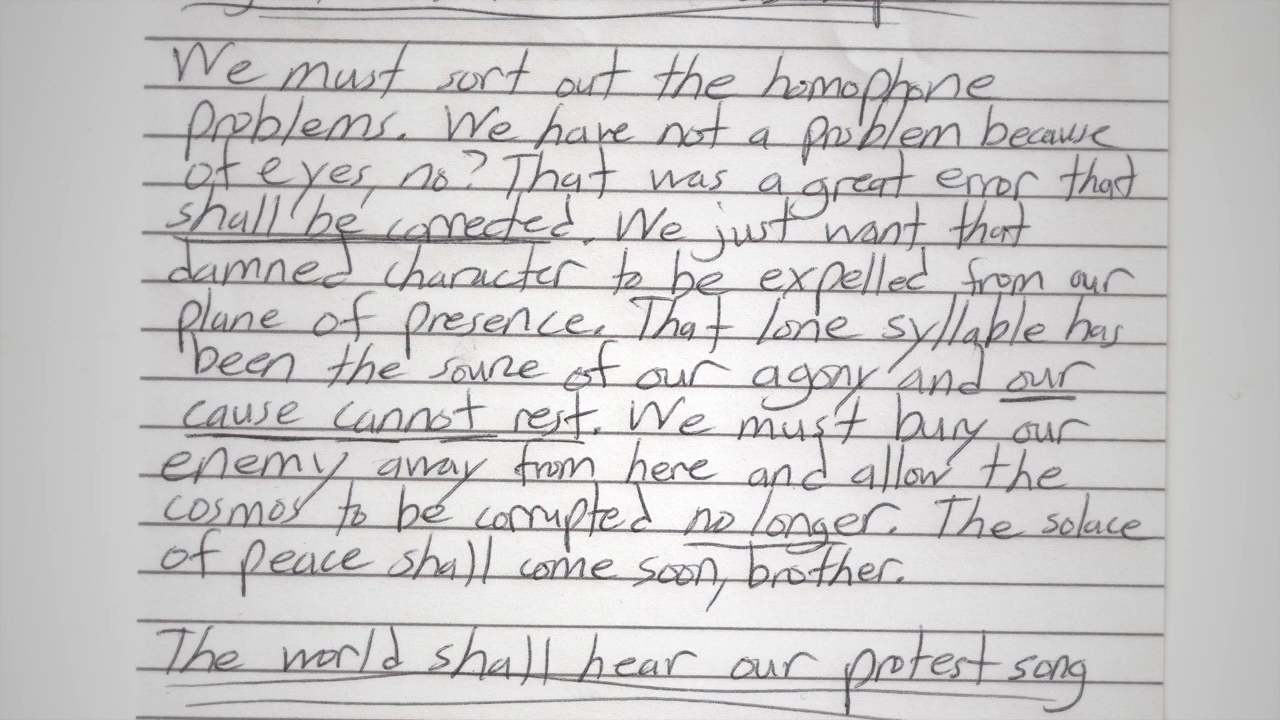 We must sort out the homophone
problems. We have not a problem because
of eyes, no? That was a great error that
shall be corrected. We just want that
damned character to be expelled from our
plane of presence. That lone syllable has
been the source of our agony and our
cause cannot rest. We must bury our
enemy away from here and allow the
cosmos to be corrupted no longer. The solace
of peace shall come soon, brother.
The world shall hear our protest song